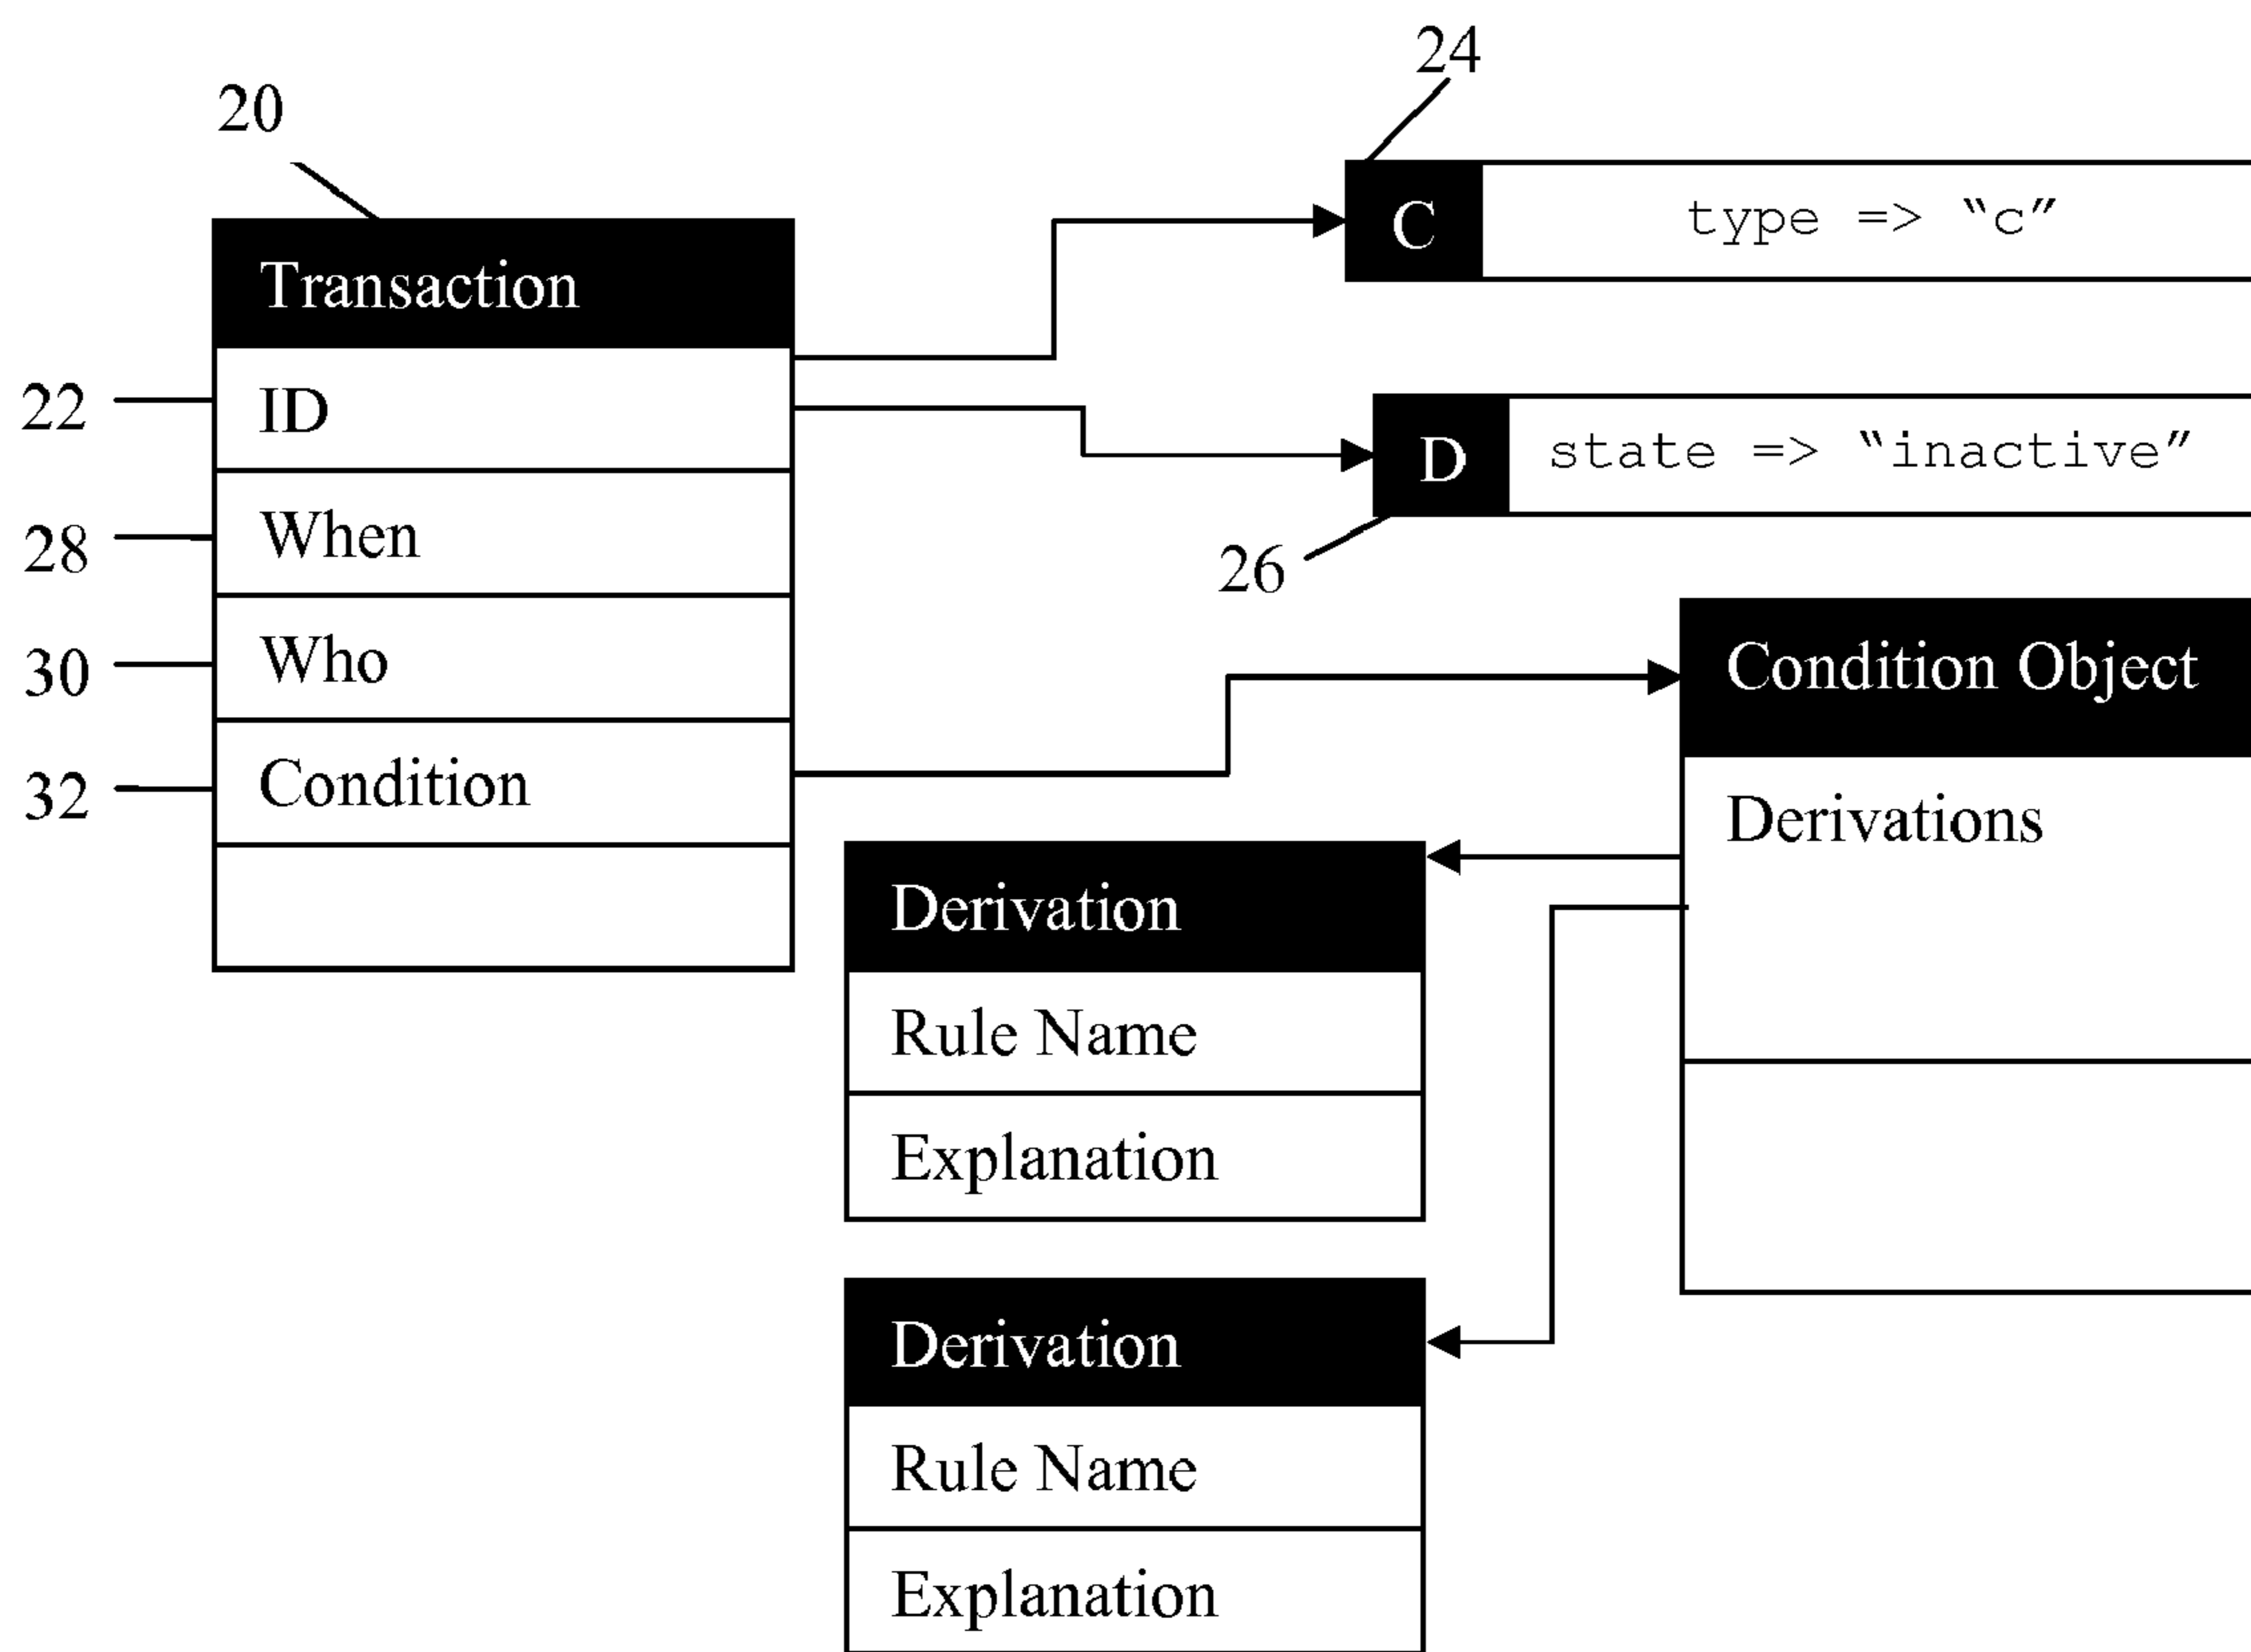 24
20
C type => “c”
Transaction
22 ID
D state => “inactive”
28 When
26
30 Who
Condition Object
32 Condition
Derivations
Derivation
Rule Name
Explanation
Derivation
Rule Name
Explanation